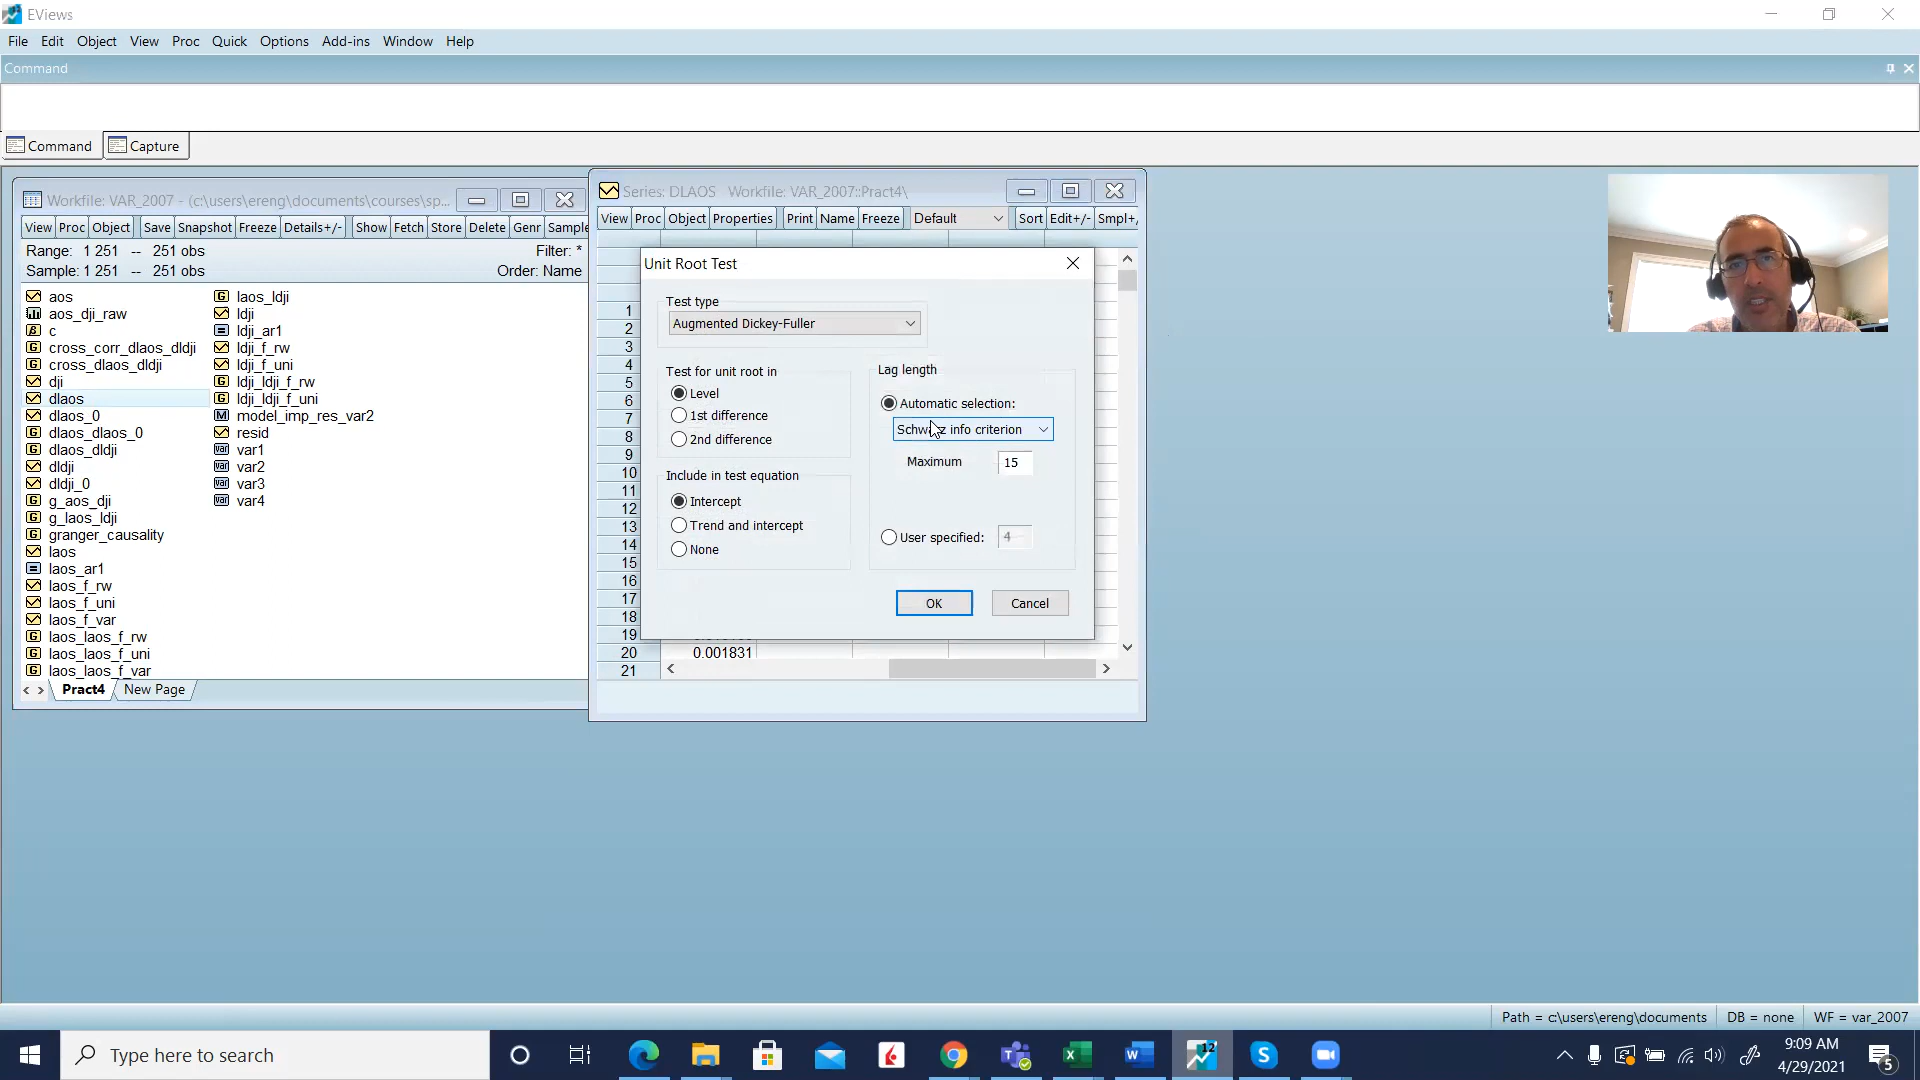 EViews
File Edit Object View Proc Quick Options Add-ins Window Help
Command
Command Capture
Workfile: VAR_2007 - (c:\users\ereng\documents\courses\sp...
View Proc Object Save Snapshot Freeze Details+/- Show Fetch Store Delete Genr Sample
Range: 1 251 -- 251 obs Filter: *
Sample: 1 251 -- 251 obs Order: Name
aos
aos_dji_raw
c
cross_corr_dlaos_dldji
cross_dlaos_dldji
dji
dlaos
dlaos_0
dlaos_dlaos_0
dlaos_dldji
dldji
dldji_0
g_aos_dji
g_laos_ldji
granger_causality
laos
laos_ar1
laos_f_rw
laos_f_uni
laos_f_var
laos_laos_f_rw
laos_laos_f_uni
laos_laos_f_var
laos_ldji
ldji
ldji_ar1
ldji_f_rw
ldji_f_uni
ldji_ldji_f_rw
ldji_ldji_f_uni
model_imp_res_var2
resid
var1
var2
var3
var4
Pract4 New Page
Series: DLAOS Workfile: VAR_2007::Pract4\
View Proc Object Properties Print Name Freeze Default Sort Edit+/- Smpl+/
1
2
3
4
5
6
7
8
9
10
11
12
13
14
15
16
17
18
19
20 0.001831
21
Unit Root Test
Test type
Augmented Dickey-Fuller
Test for unit root in
Level
1st difference
2nd difference
Include in test equation
Intercept
Trend and intercept
None
Lag length
Automatic selection:
Schwarz info criterion
Maximum 15
User specified: 4
OK Cancel
Path = c:\users\ereng\documents DB = none WF = var_2007
Type here to search
12
9:09 AM
4/29/2021
5